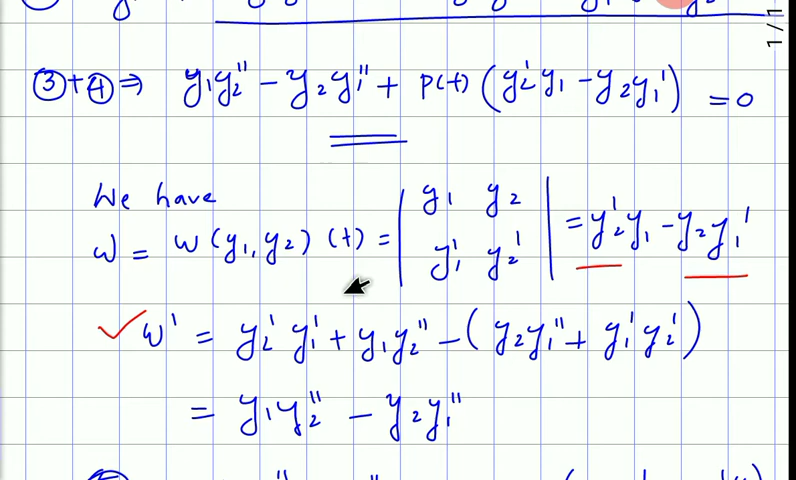 ③+④⇒ y₁y₂'' − y₂y₁'' + p(t) (y₂'y₁ − y₂y₁') = 0
1/1
We have
W = W(y₁, y₂)(t) = | y₁ y₂ | = y₂'y₁ − y₂y₁'
| y₁' y₂' |
✓ W' = y₂'y₁' + y₁y₂'' − (y₂y₁'' + y₁'y₂')
= y₁y₂'' − y₂y₁''